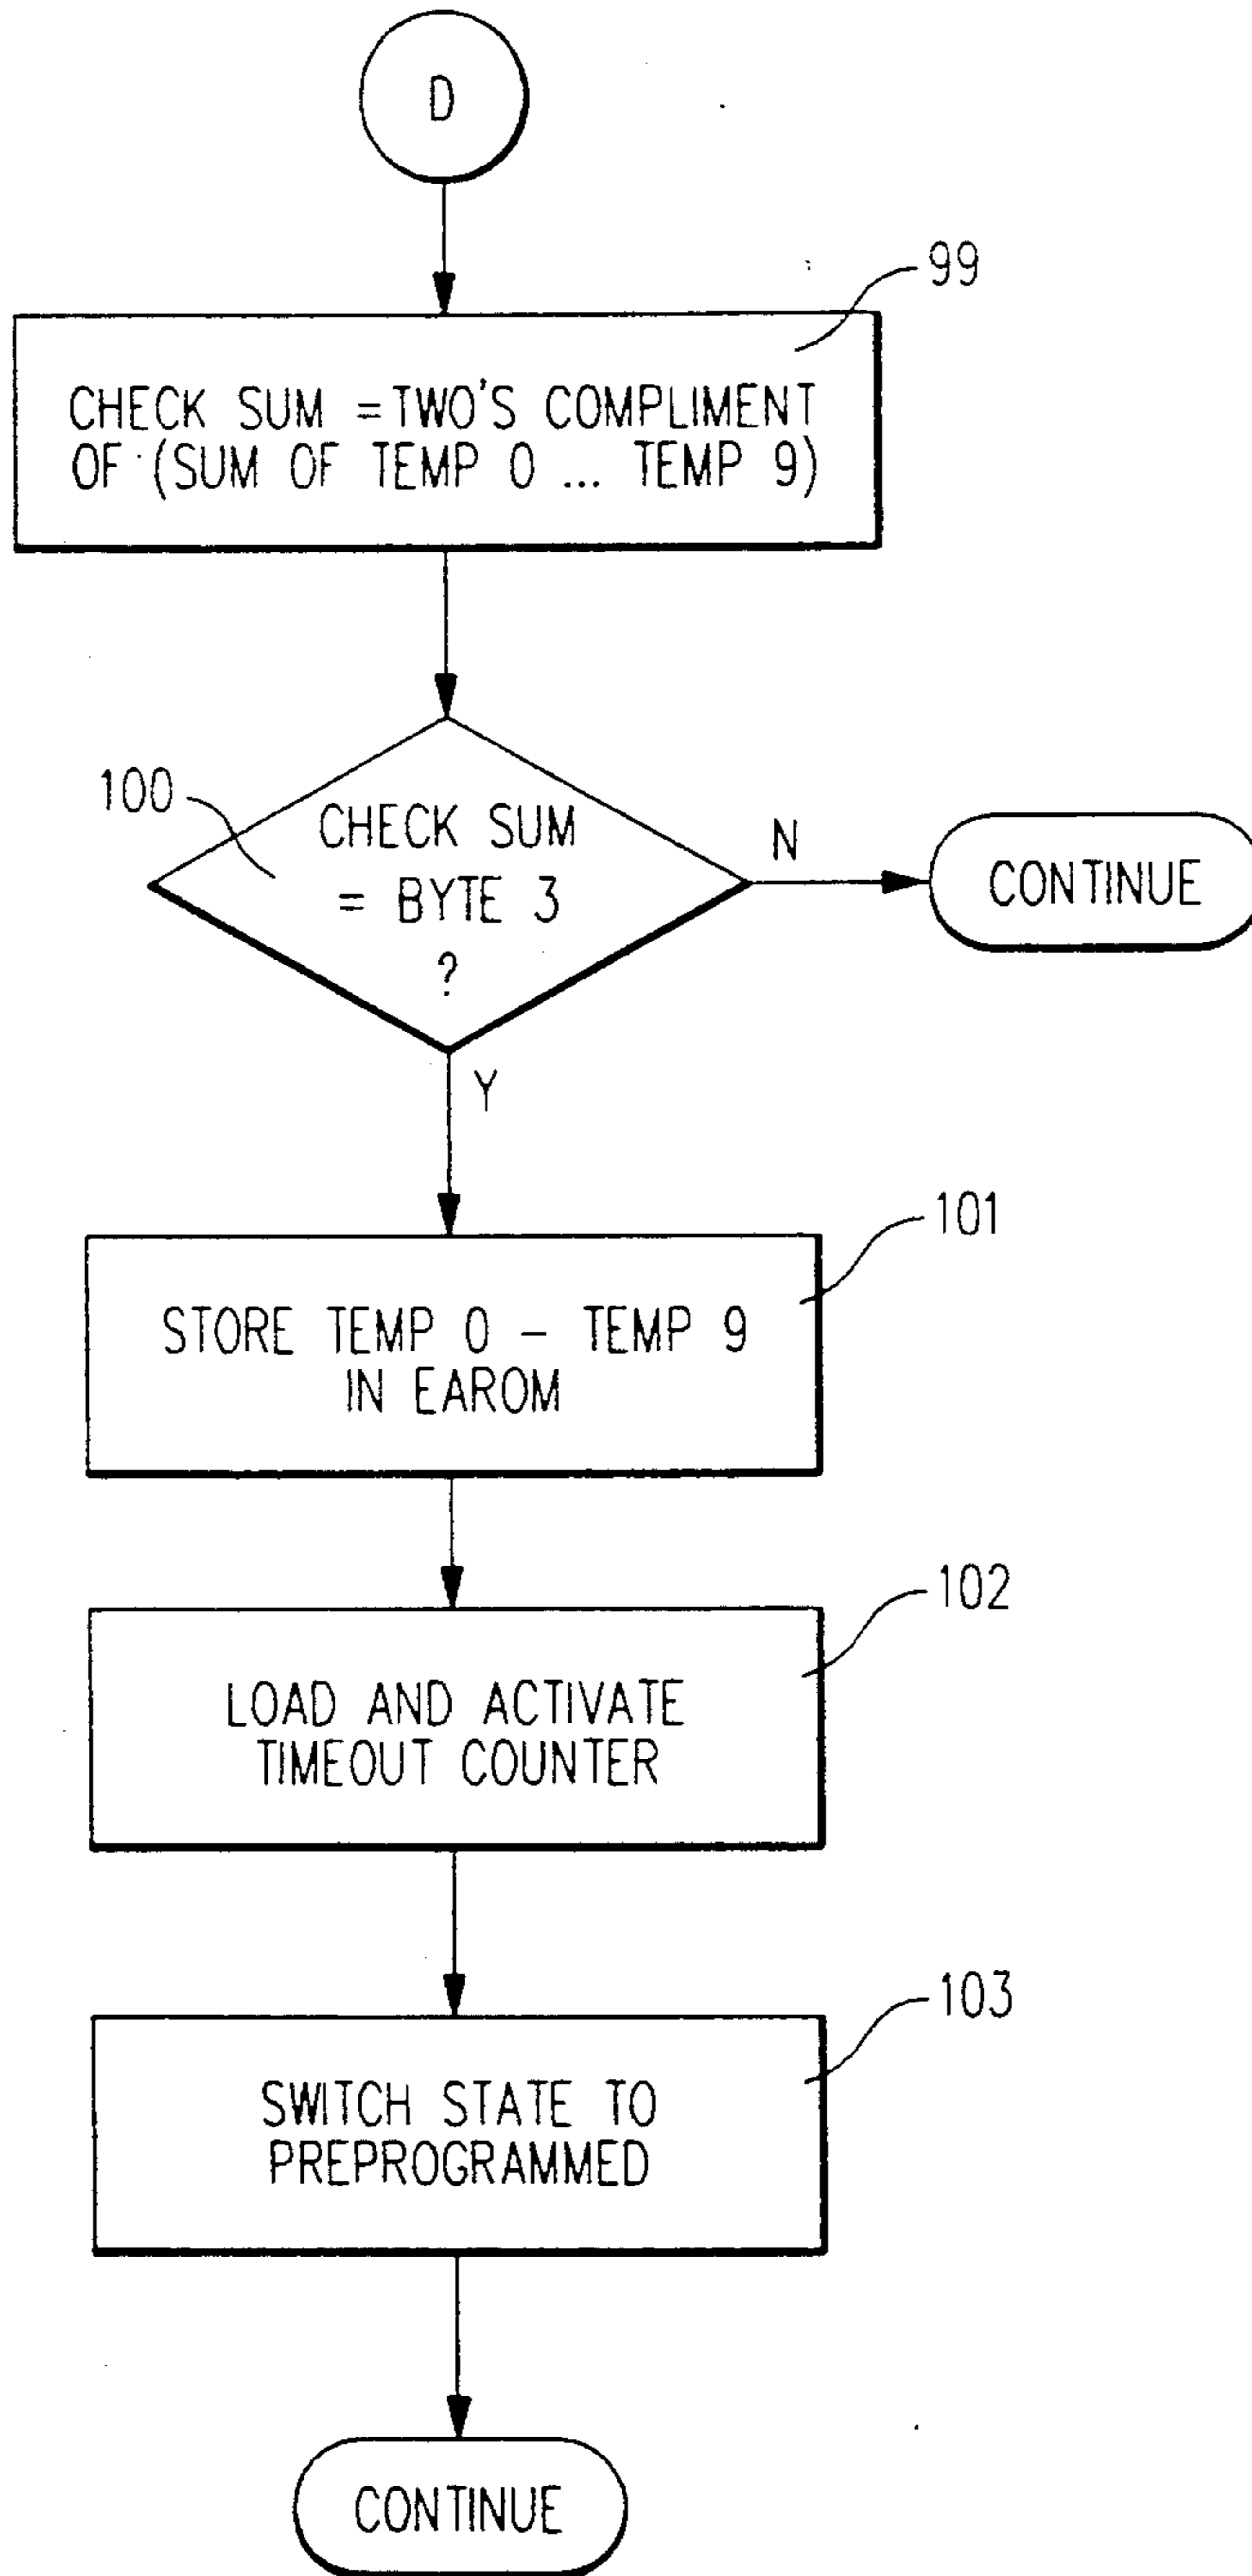 D
99
CHECK SUM =TWO'S COMPLIMENT
OF (SUM OF TEMP 0 ... TEMP 9)
100
CHECK SUM
= BYTE 3
?
N
CONTINUE
Y
101
STORE TEMP 0 - TEMP 9
IN EAROM
102
LOAD AND ACTIVATE
TIMEOUT COUNTER
103
SWITCH STATE TO
PREPROGRAMMED
CONTINUE